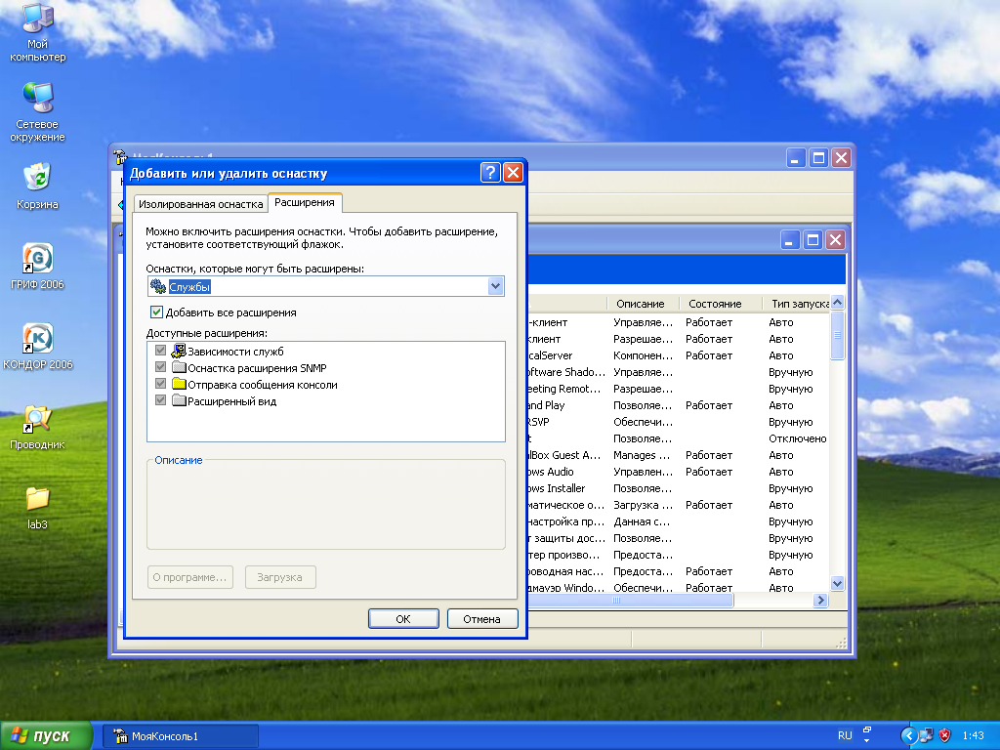 Мой
компьютер
Сетевое
окружение
Корзина
ГРИФ 2006
КОНДОР 2006
Проводник
lab3
МояКонсоль1
Добавить или удалить оснастку
Изолированная оснастка
Расширения
Можно включить расширения оснастки. Чтобы добавить расширение,
установите соответствующий флажок.
Оснастки, которые могут быть расширены:
Службы
Добавить все расширения
Доступные расширения:
Зависимости служб
Оснастка расширения SNMP
Отправка сообщения консоли
Расширенный вид
Описание
О программе...
Загрузка
ОК
Отмена
Описание Состояние Тип запуска
-клиент Управляе... Работает Авто
клиент Разрешае... Работает Авто
calServer Компонен... Работает Авто
oftware Shado... Управляе... Вручную
eeting Remot... Разрешае... Вручную
and Play Позволяе... Работает Авто
RSVP Обеспечи... Вручную
t Позволяе... Отключено
alBox Guest A... Manages ... Работает Авто
ows Audio Управлен... Работает Авто
ows Installer Позволяе... Вручную
матическое о... Загрузка ... Работает Авто
настройка пр... Данная с... Вручную
т защиты дос... Позволяе... Вручную
тер произво... Предоста... Вручную
роводная нас... Предоста... Работает Авто
дмауэр Windo... Обеспечи... Работает Авто
пуск
МояКонсоль1
RU
1:43